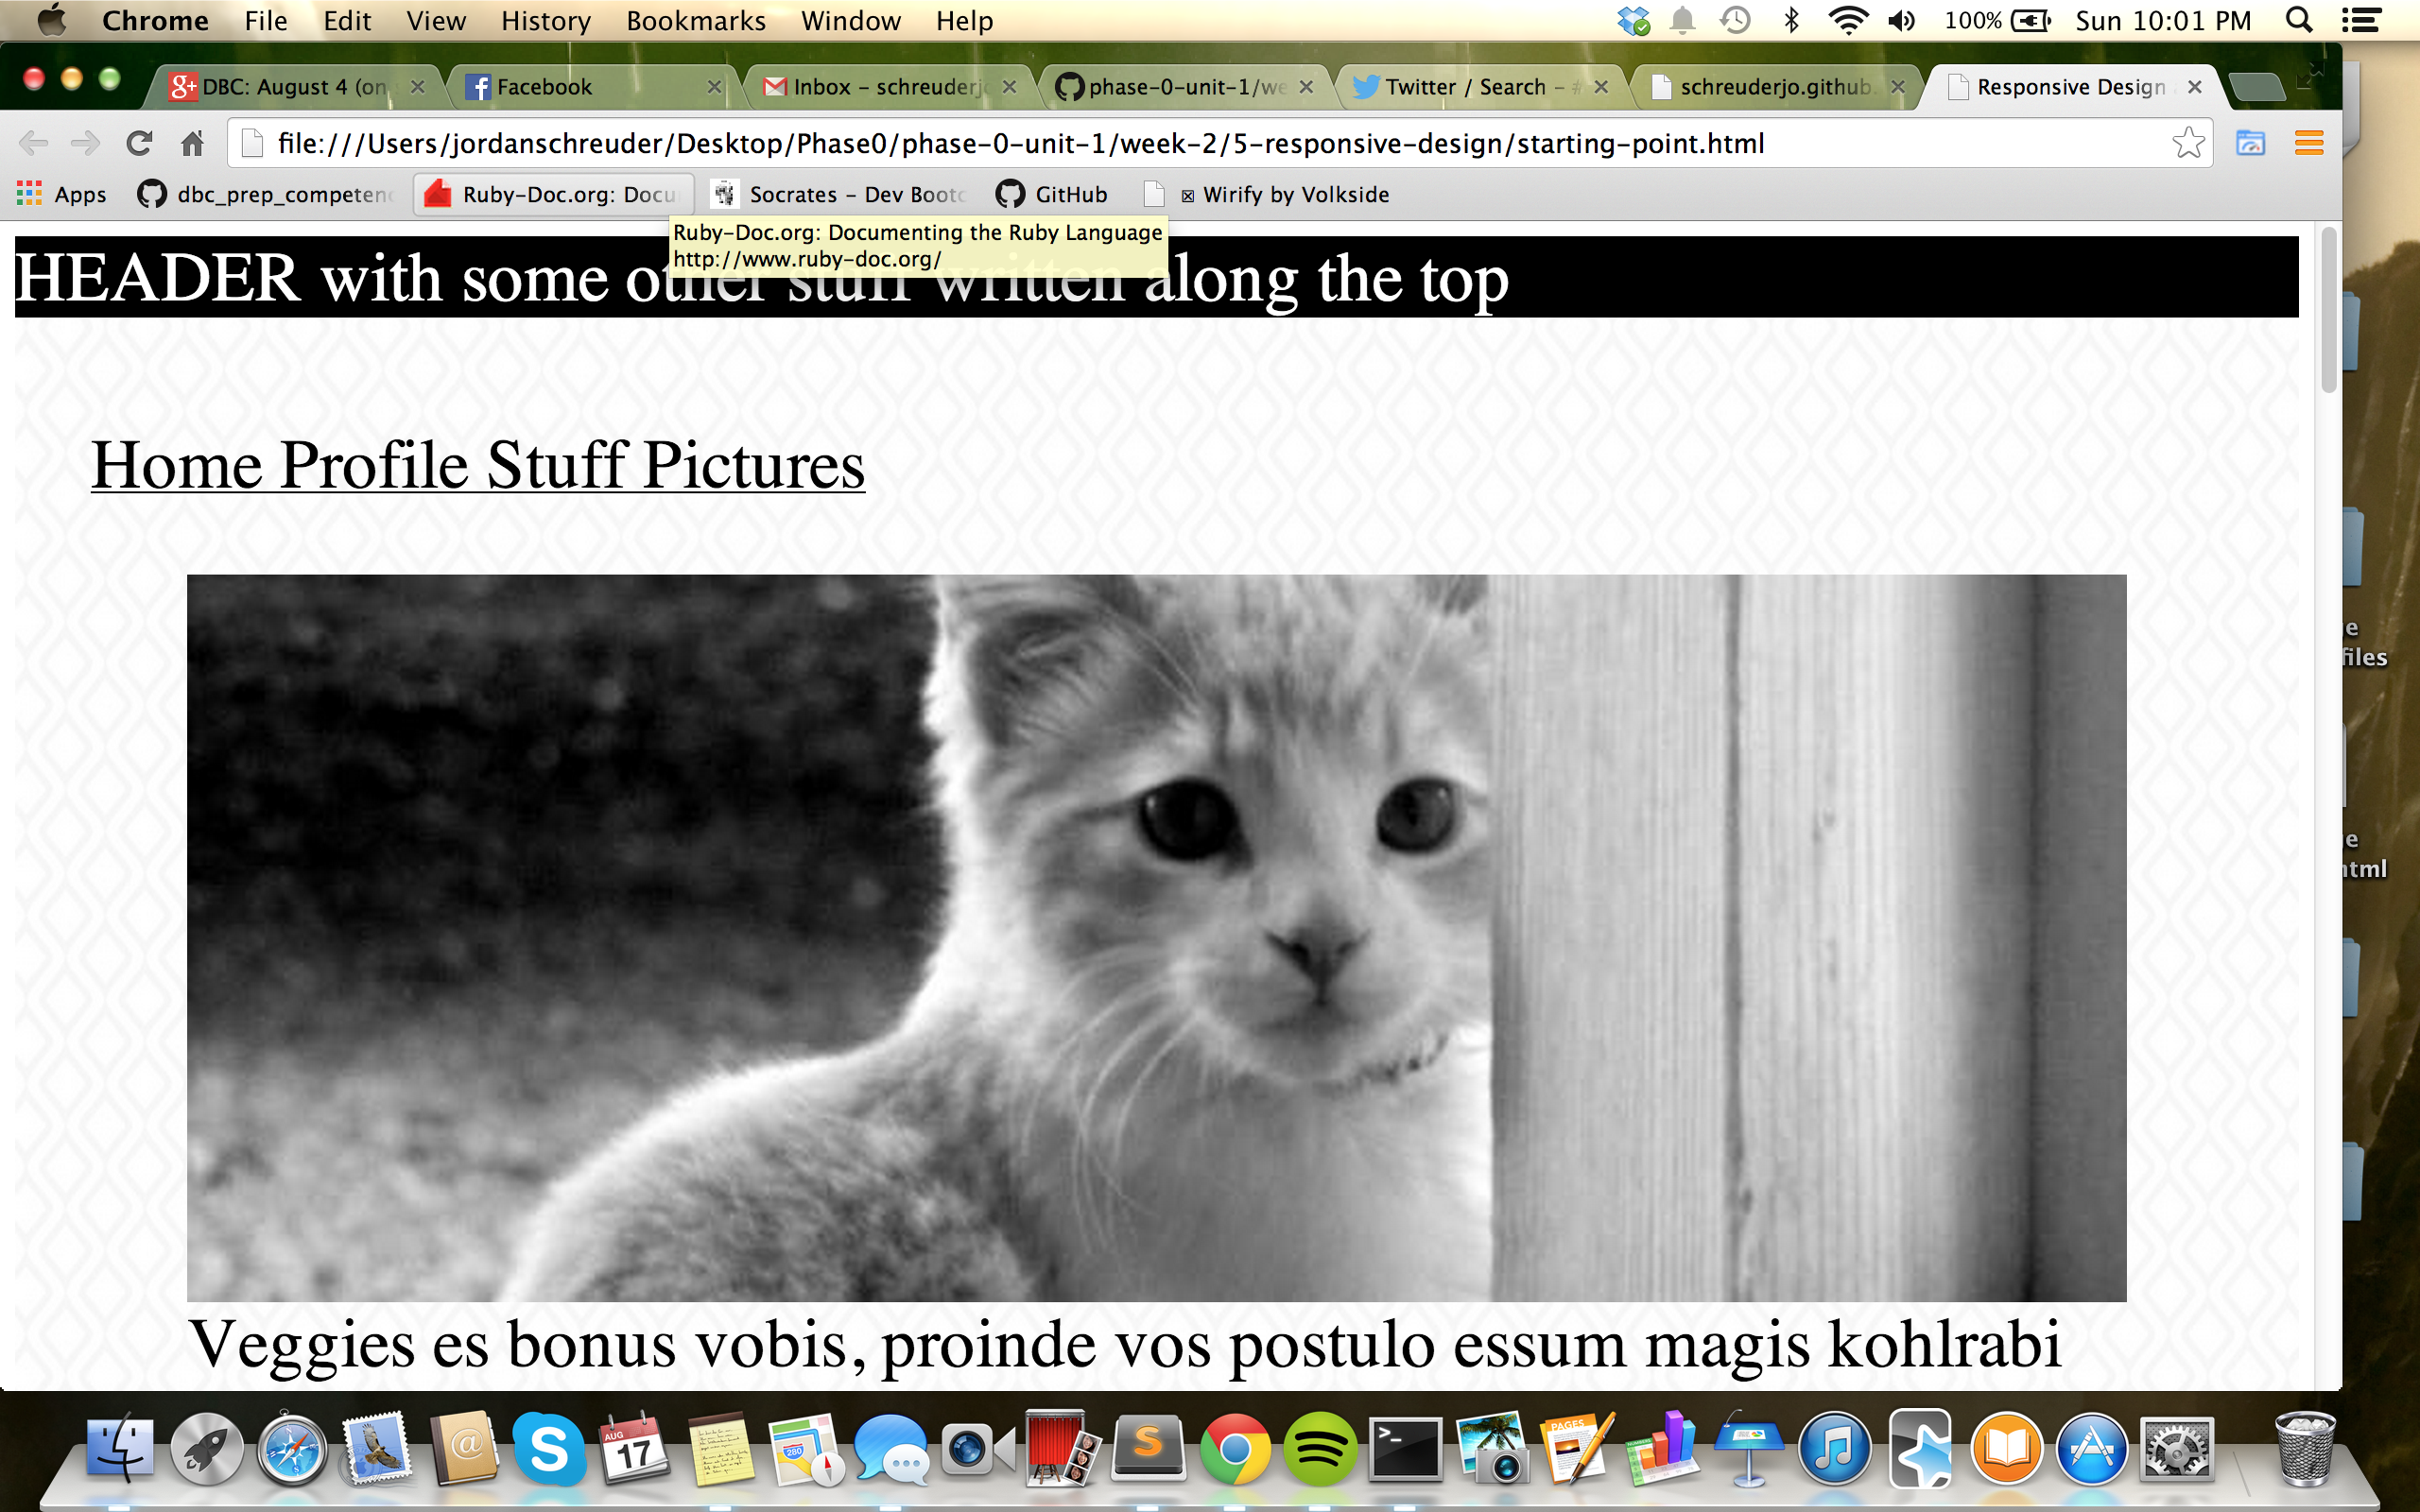 Chrome File Edit View History Bookmarks Window Help 100% Sun 10:01 PM
DBC: August 4 (on Facebook Inbox – schreuderjo phase-0-unit-1/we Twitter / Search – # schreuderjo.github. Responsive Design
file:///Users/jordanschreuder/Desktop/Phase0/phase-0-unit-1/week-2/5-responsive-design/starting-point.html
Apps dbc_prep_competenc Ruby-Doc.org: Docu Socrates – Dev Bootc GitHub Wirify by Volkside
Ruby-Doc.org: Documenting the Ruby Language
http://www.ruby-doc.org/
HEADER with some other stuff written along the top
Home Profile Stuff Pictures
e
files
e
html
Veggies es bonus vobis, proinde vos postulo essum magis kohlrabi
AUG
17
280
PAGES